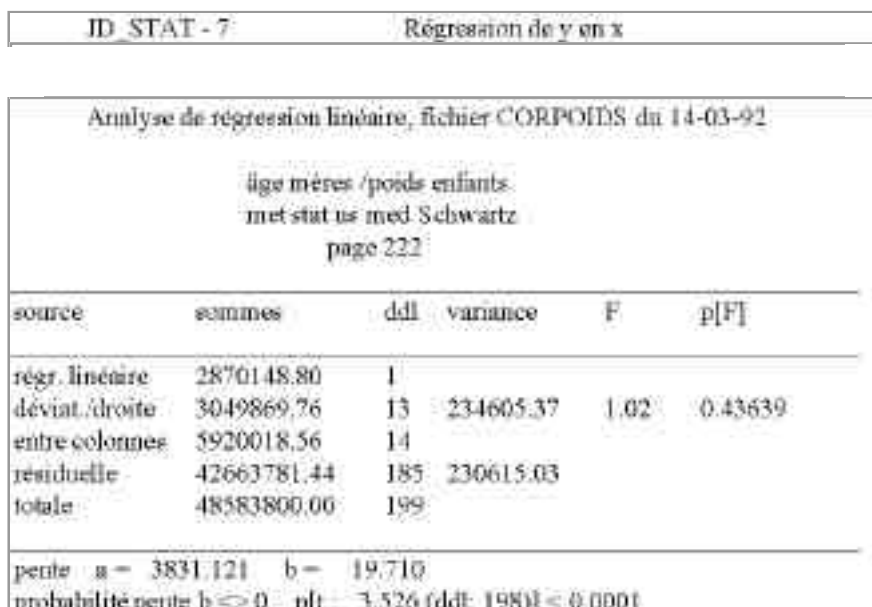 JD_STAT - 7 Régression de y en x
Analyse de régression linéaire, fichier CORPOIDS du 14-03-92
âge mères /poids enfants
met stat us med Schwartz
page 222
source sommes ddl variance F p[F]
régr. linéaire 2870148.80 1
déviat./droite 3049869.76 13 234605.37 1.02 0.43639
entre colonnes 5920018.56 14
résiduelle 42663781.44 185 230615.03
totale 48583800.00 199
pente a = 3831.121 b = 19.710
probabilité pente b <> 0 p[t = 3.526 (ddl: 198)] < 0.0001